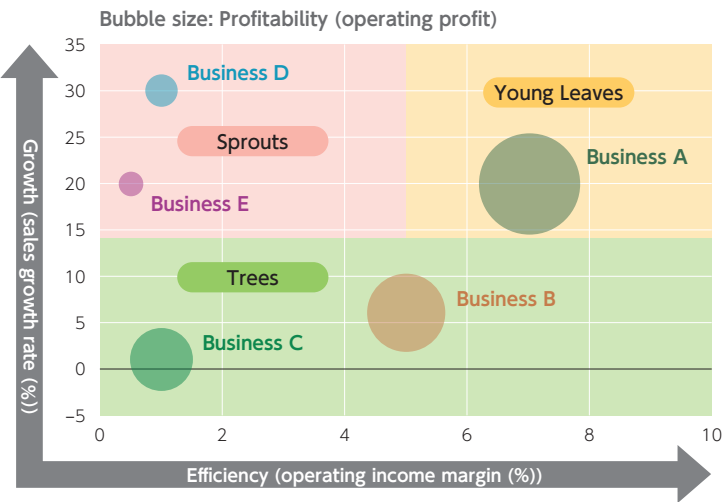 Bubble size: Profitability (operating profit)
Growth (sales growth rate (%))
35
30
25
20
15
10
5
0
–5
Business D
Young Leaves
Sprouts
Business A
Business E
Trees
Business B
Business C
0 2 4 6 8 10
Efficiency (operating income margin (%))